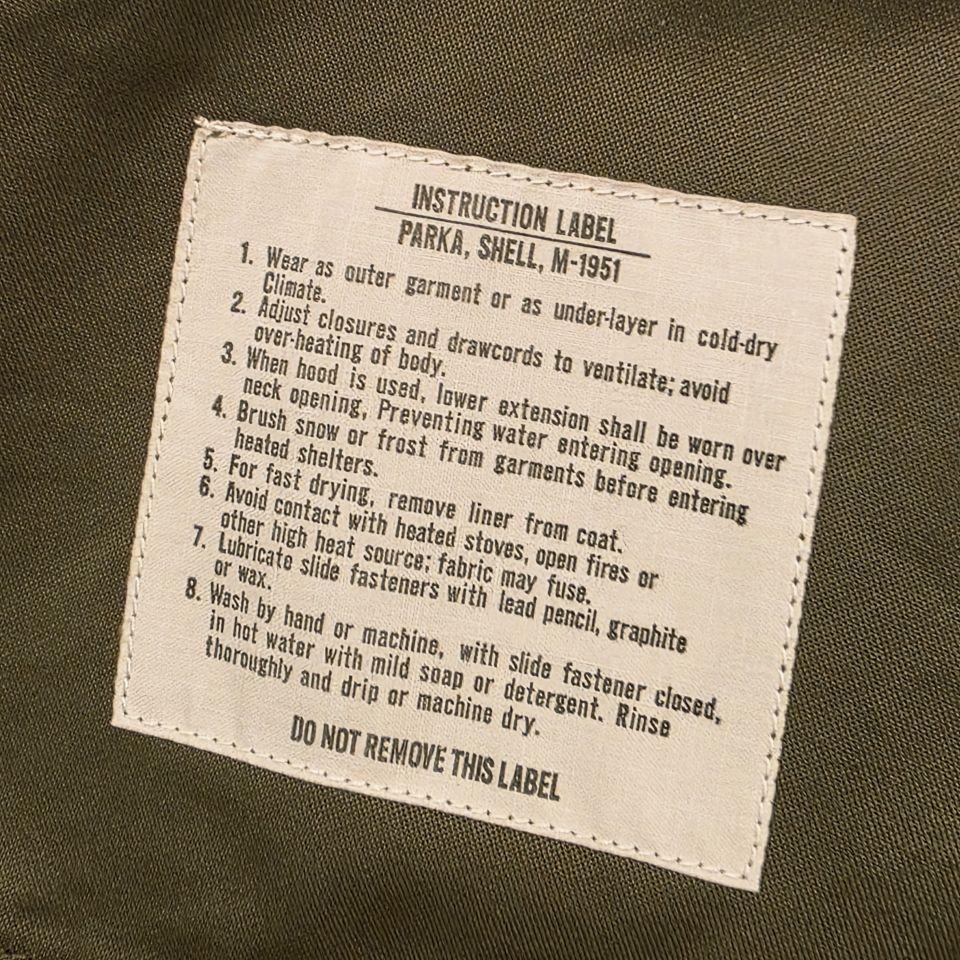 INSTRUCTION LABEL
PARKA, SHELL, M-1951
1. Wear as outer garment or as under-layer in cold-dry
Climate.
2. Adjust closures and drawcords to ventilate; avoid
over-heating of body.
3. When hood is used, lower extension shall be worn over
neck opening, Preventing water entering opening.
4. Brush snow or frost from garments before entering
heated shelters.
5. For fast drying, remove liner from coat.
6. Avoid contact with heated stoves, open fires or
other high heat source; fabric may fuse.
7. Lubricate slide fasteners with lead pencil, graphite
or wax.
8. Wash by hand or machine, with slide fastener closed,
in hot water with mild soap or detergent. Rinse
thoroughly and drip or machine dry.
DO NOT REMOVE THIS LABEL